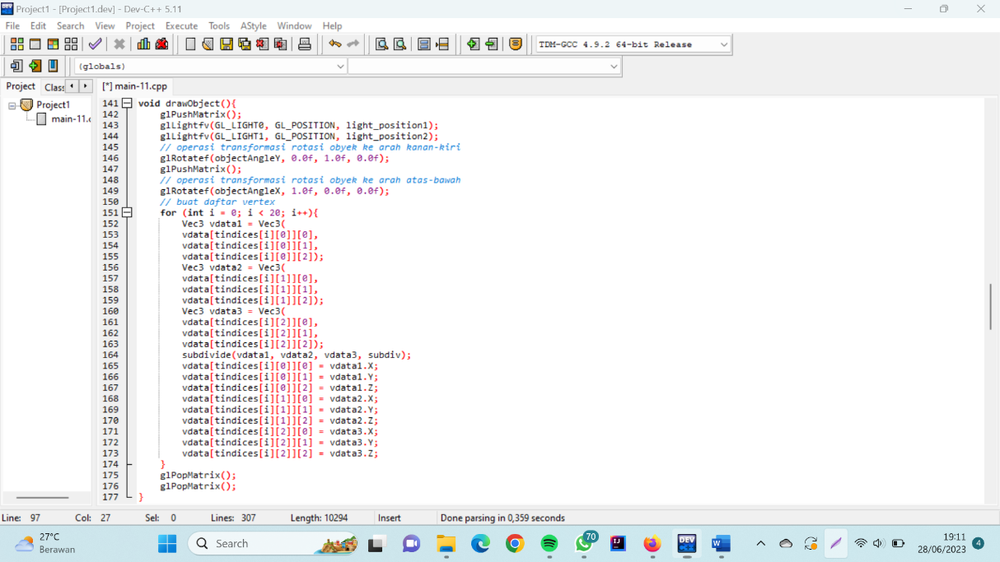 Project1 - [Project1.dev] - Dev-C++ 5.11
File Edit Search View Project Execute Tools AStyle Window Help
TDM-GCC 4.9.2 64-bit Release
(globals)
Project Class [*] main-11.cpp
Project1
main-11.c
141 void drawObject(){
142 glPushMatrix();
143 glLightfv(GL_LIGHT0, GL_POSITION, light_position1);
144 glLightfv(GL_LIGHT1, GL_POSITION, light_position2);
145 // operasi transformasi rotasi obyek ke arah kanan-kiri
146 glRotatef(objectAngleY, 0.0f, 1.0f, 0.0f);
147 glPushMatrix();
148 // operasi transformasi rotasi obyek ke arah atas-bawah
149 glRotatef(objectAngleX, 1.0f, 0.0f, 0.0f);
150 // buat daftar vertex
151 for (int i = 0; i < 20; i++){
152 Vec3 vdata1 = Vec3(
153 vdata[tindices[i][0]][0],
154 vdata[tindices[i][0]][1],
155 vdata[tindices[i][0]][2]);
156 Vec3 vdata2 = Vec3(
157 vdata[tindices[i][1]][0],
158 vdata[tindices[i][1]][1],
159 vdata[tindices[i][1]][2]);
160 Vec3 vdata3 = Vec3(
161 vdata[tindices[i][2]][0],
162 vdata[tindices[i][2]][1],
163 vdata[tindices[i][2]][2]);
164 subdivide(vdata1, vdata2, vdata3, subdiv);
165 vdata[tindices[i][0]][0] = vdata1.X;
166 vdata[tindices[i][0]][1] = vdata1.Y;
167 vdata[tindices[i][0]][2] = vdata1.Z;
168 vdata[tindices[i][1]][0] = vdata2.X;
169 vdata[tindices[i][1]][1] = vdata2.Y;
170 vdata[tindices[i][1]][2] = vdata2.Z;
171 vdata[tindices[i][2]][0] = vdata3.X;
172 vdata[tindices[i][2]][1] = vdata3.Y;
173 vdata[tindices[i][2]][2] = vdata3.Z;
174 }
175 glPopMatrix();
176 glPopMatrix();
177 }
Line: 97 Col: 27 Sel: 0 Lines: 307 Length: 10294 Insert Done parsing in 0,359 seconds
27°C
Berawan
Search
70
19:11
28/06/2023
4